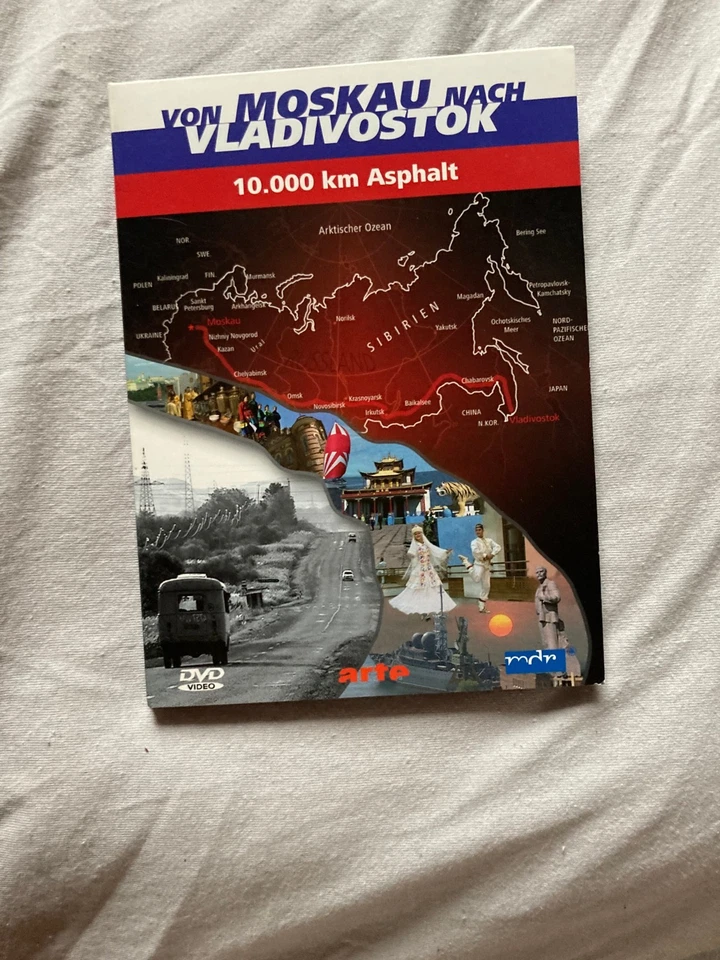 VON MOSKAU NACH
VLADIVOSTOK
10.000 km Asphalt
Arktischer Ozean
Bering See
NOR.
SWE.
FIN.
Murmansk
POLEN
Kaliningrad
Sankt
Petersburg
Arkhangelsk
BELARUS
UKRAINE
Moskau
Nizhniy Novgorod
Kazan
Ural
Norilsk
SIBIRIEN
Yakutsk
Magadan
Petropavlovsk-
Kamchatsky
Ochotskisches
Meer
NORD-
PAZIFISCHER
OZEAN
Chelyabinsk
Omsk
Novosibirsk
Krasnoyarsk
Irkutsk
Baikalsee
Chabarovsk
JAPAN
CHINA
N.KOR.
Vladivostok
DVD
VIDEO
arte
mdr